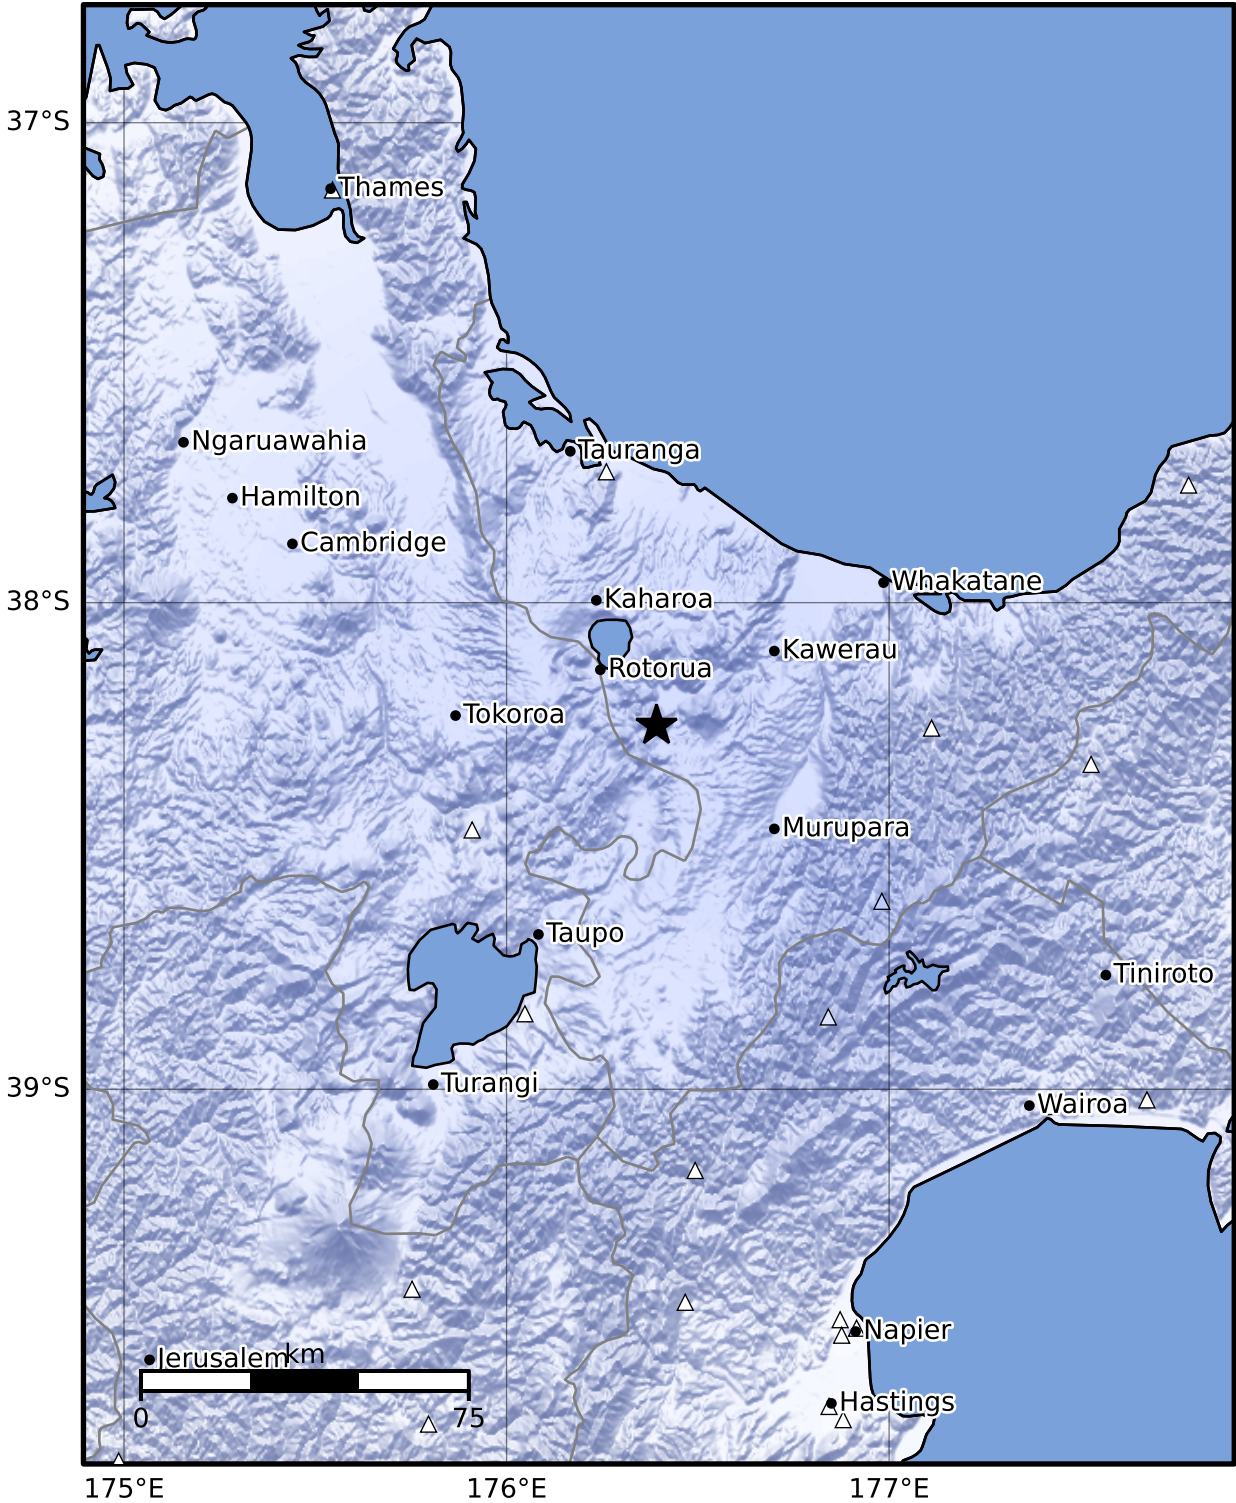 37°S
Thames
Ngaruawahia
Tauranga
Hamilton
Cambridge
Whakatane
38°S
Kaharoa
Kawerau
Rotorua
Tokoroa
Murupara
Taupo
Tiniroto
39°S
Turangi
Wairoa
Napier
Jerusalem
km
Hastings
0 75
175°E 176°E 177°E